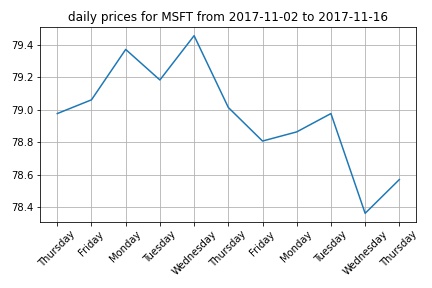 daily prices for MSFT from 2017-11-02 to 2017-11-16
79.4
79.2
79.0
78.8
78.6
78.4
Thursday
Friday
Monday
Tuesday
Wednesday
Thursday
Friday
Monday
Tuesday
Wednesday
Thursday